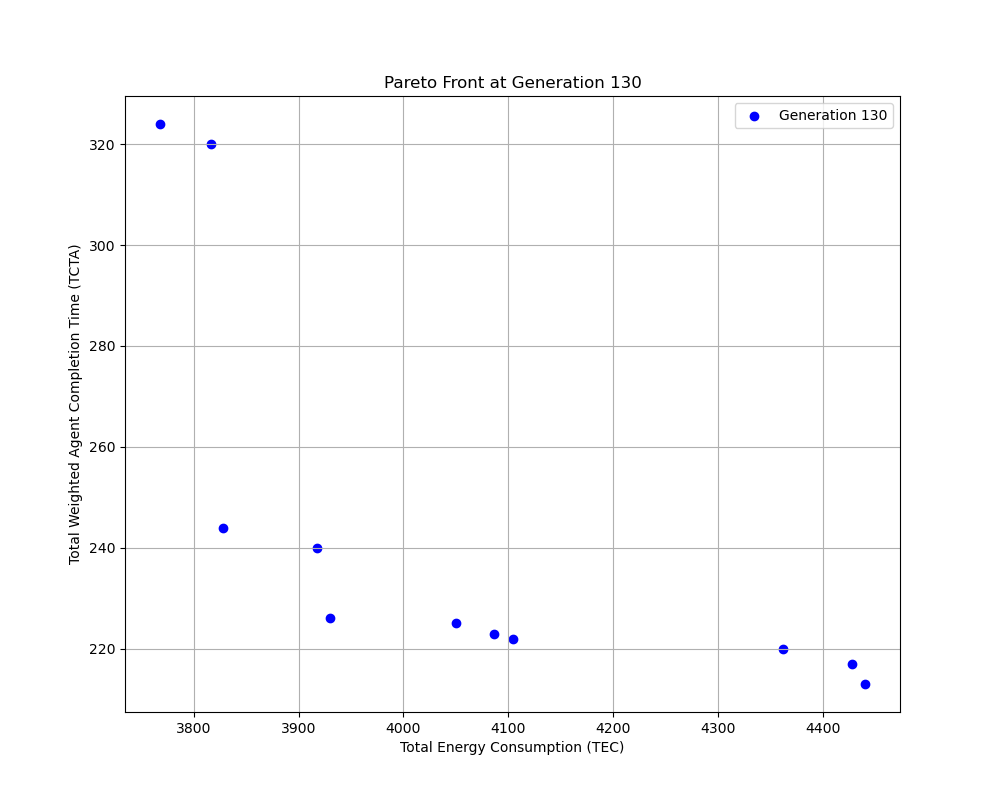 Pareto Front at Generation 130
Generation 130
Total Weighted Agent Completion Time (TCTA)
320
300
280
260
240
220
3800 3900 4000 4100 4200 4300 4400
Total Energy Consumption (TEC)